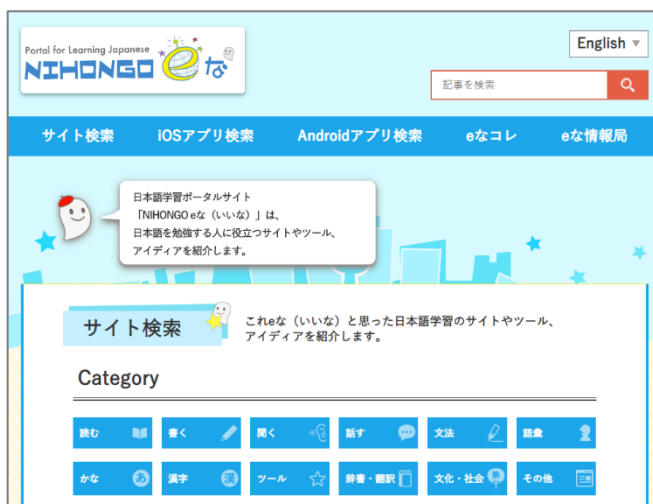 Portal for Learning Japanese
NIHONGO eな
English ▼
記事を検索
サイト検索 iOSアプリ検索 Androidアプリ検索 eなコレ eな情報局
日本語学習ポータルサイト
「NIHONGO eな（いいな）」は、
日本語を勉強する人に役立つサイトやツール、
アイディアを紹介します。
サイト検索
これeな（いいな）と思った日本語学習のサイトやツール、
アイディアを紹介します。
Category
読む 書く 聞く 話す 文法 語彙
かな あ 漢字 漢 ツール 辞書・翻訳 文化・社会 その他